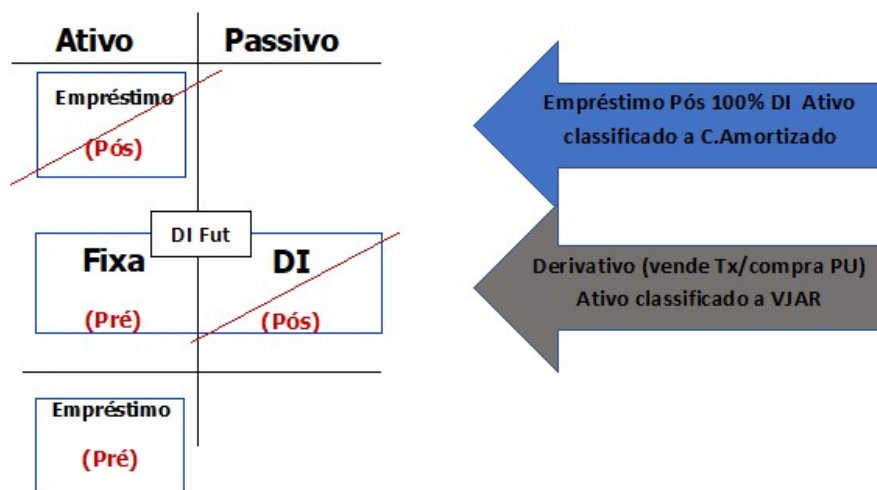 Ativo Passivo
Empréstimo
(Pós)
Empréstimo Pós 100% DI Ativo
classificado a C.Amortizado
DI Fut
Fixa DI
(Pré) (Pós)
Derivativo (vende Tx/compra PU)
Ativo classificado a VJAR
Empréstimo
(Pré)